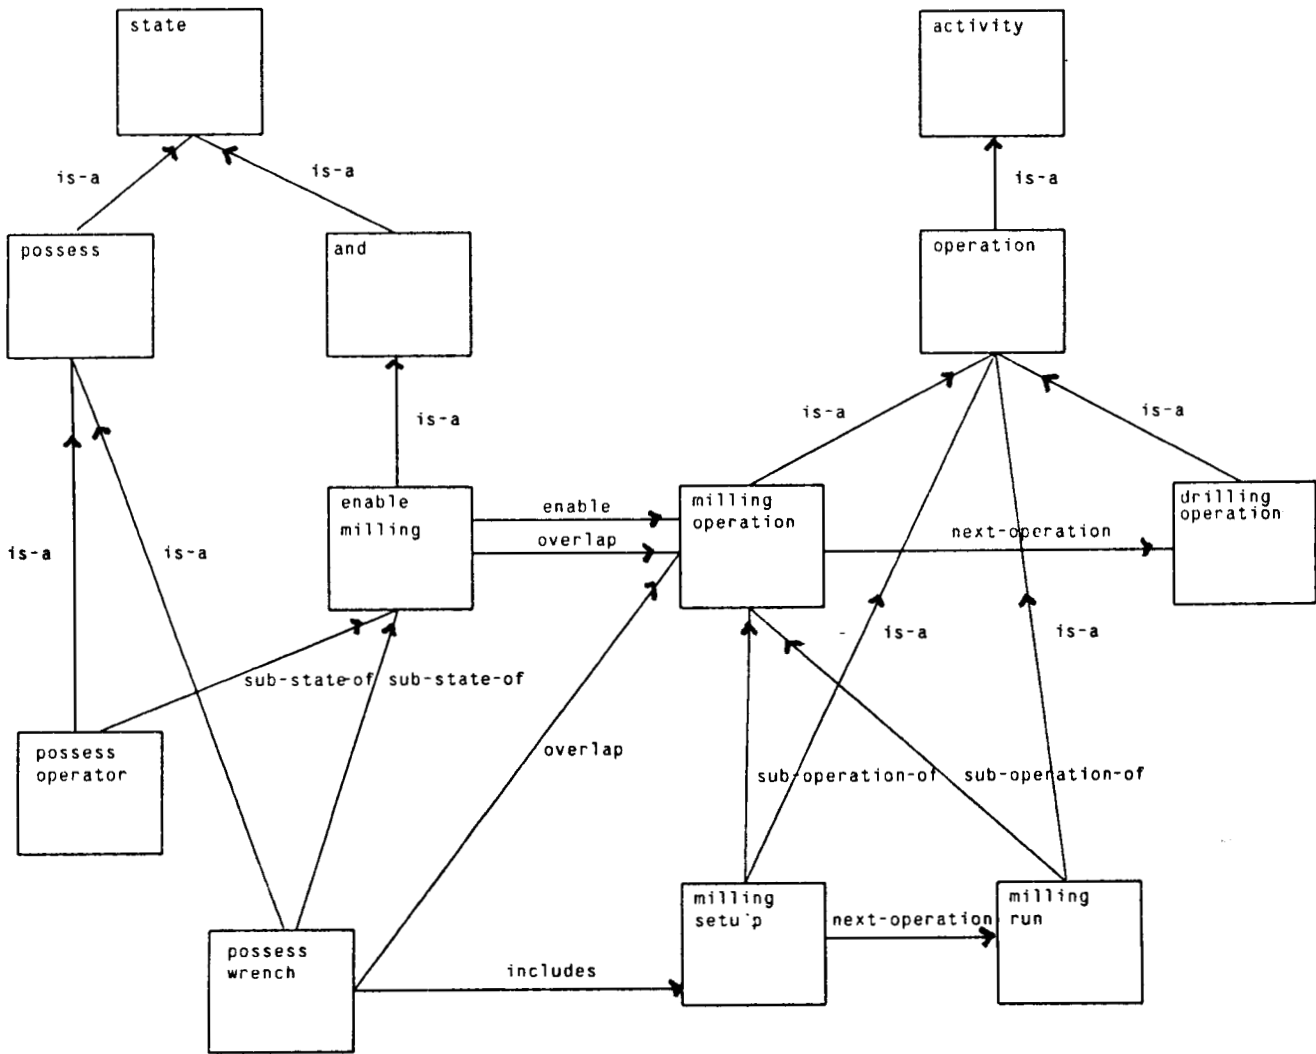 state
activity
is-a
is-a
is-a
possess
and
operation
is-a
is-a
is-a
enable
milling
enable
overlap
milling
operation
next-operation
drilling
operation
is-a
is-a
is-a
is-a
sub-state-of
sub-state-of
possess
operator
overlap
sub-operation-of
sub-operation-of
milling
setup
next-operation
milling
run
possess
wrench
includes